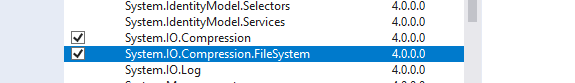 System.IdentityModel.Selectors 4.0.0.0
System.IdentityModel.Services 4.0.0.0
System.IO.Compression 4.0.0.0
System.IO.Compression.FileSystem 4.0.0.0
System.IO.Log 4.0.0.0